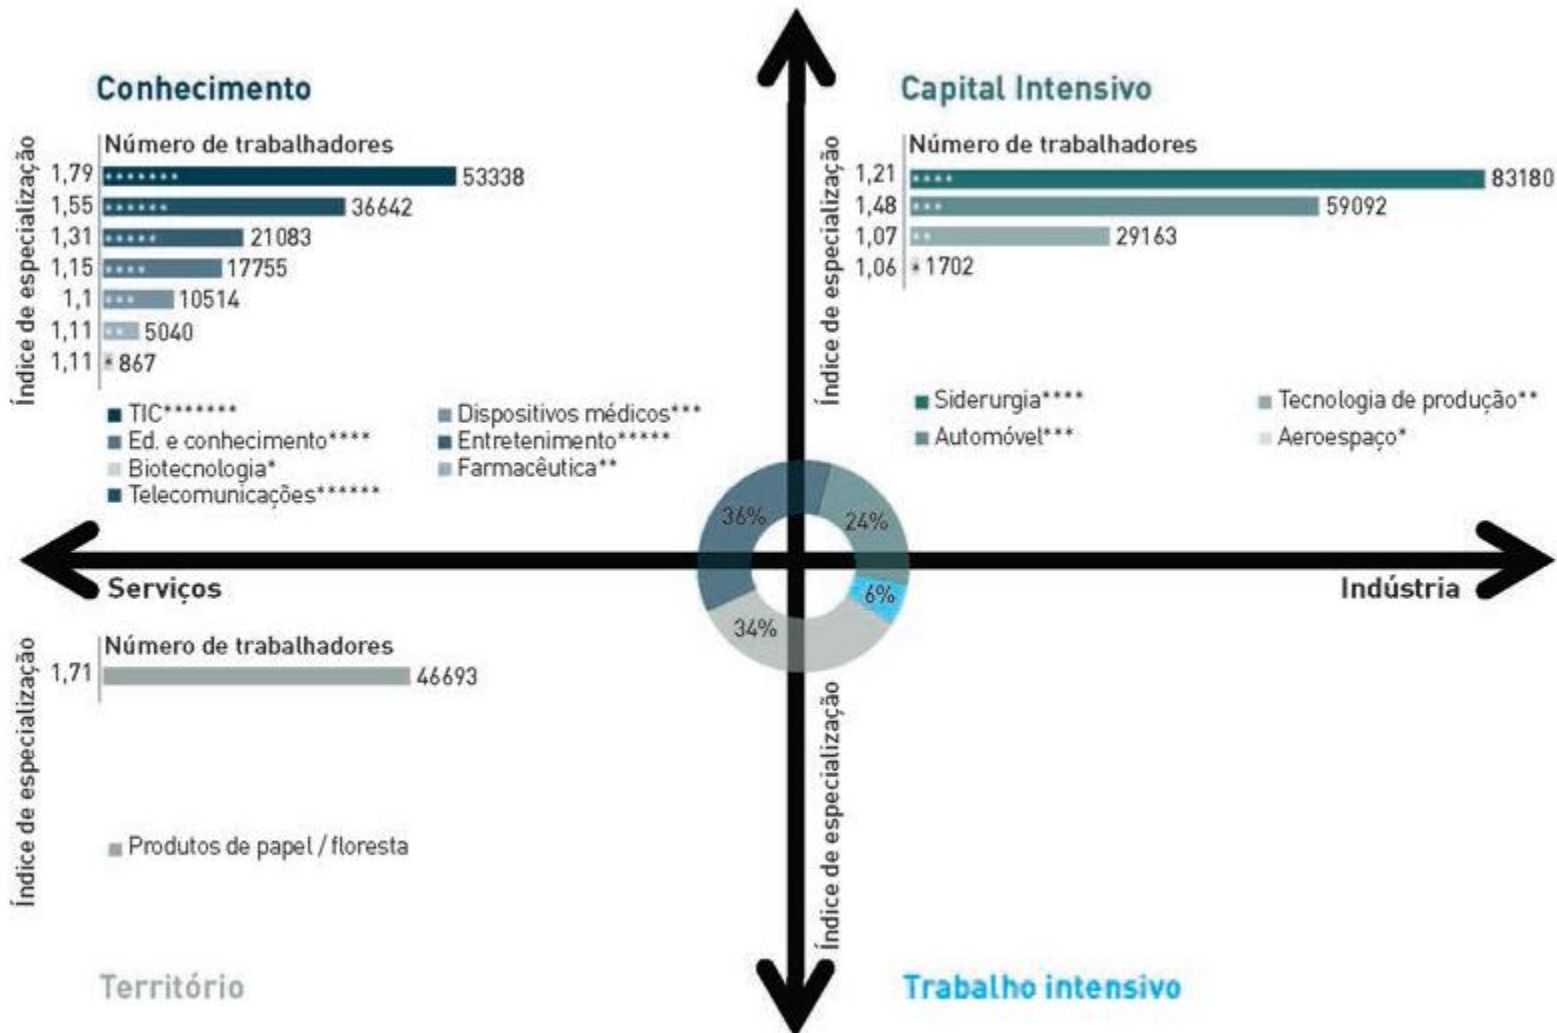 Conhecimento
Índice de especialização
Número de trabalhadores
1,79 ******* 53338
1,55 ****** 36642
1,31 ***** 21083
1,15 **** 17755
1,1 *** 10514
1,11 ** 5040
1,11 * 867
TIC******* Dispositivos médicos***
Ed. e conhecimento**** Entretenimento*****
Biotecnologia* Farmacêutica**
Telecomunicações******
Capital Intensivo
Índice de especialização
Número de trabalhadores
1,21 **** 83180
1,48 *** 59092
1,07 ** 29163
1,06 * 1702
Siderurgia**** Tecnologia de produção**
Automóvel*** Aeroespaço*
36% 24%
6%
34%
Serviços Indústria
Índice de especialização
Número de trabalhadores
1,71 46693
Produtos de papel / floresta
Território
Índice de especialização
Trabalho intensivo